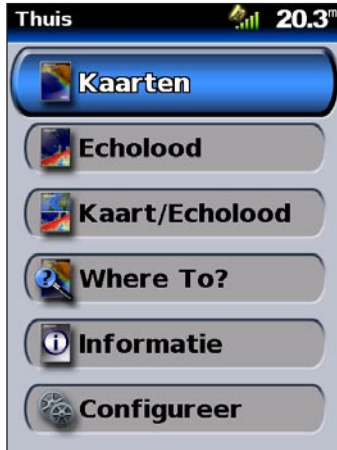 Thuis 20.3m
Kaarten
Echolood
Kaart/Echolood
Where To?
Informatie
Configureer